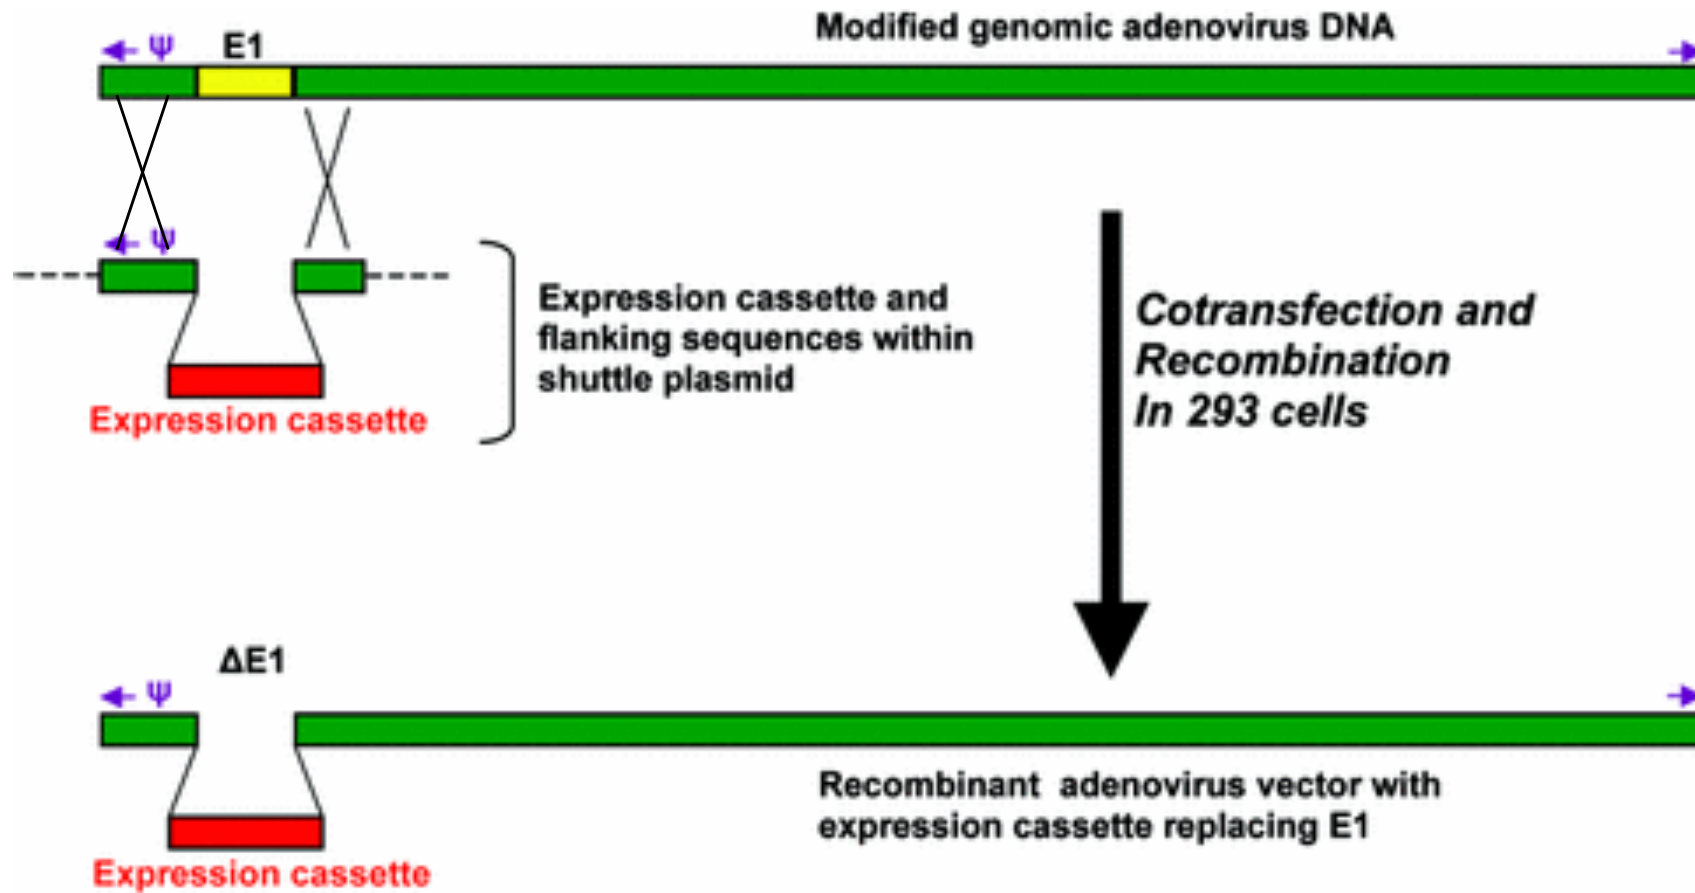 Modified genomic adenovirus DNA
ψ
E1
ψ
Expression cassette and
flanking sequences within
shuttle plasmid
Expression cassette
Cotransfection and
Recombination
In 293 cells
ΔE1
ψ
Recombinant adenovirus vector with
expression cassette replacing E1
Expression cassette